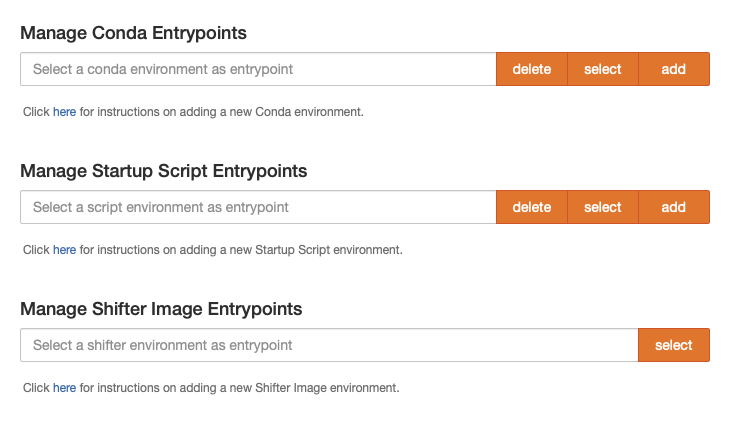 Manage Conda Entrypoints
Select a conda environment as entrypoint delete select add
Click here for instructions on adding a new Conda environment.
Manage Startup Script Entrypoints
Select a script environment as entrypoint delete select add
Click here for instructions on adding a new Startup Script environment.
Manage Shifter Image Entrypoints
Select a shifter environment as entrypoint select
Click here for instructions on adding a new Shifter Image environment.